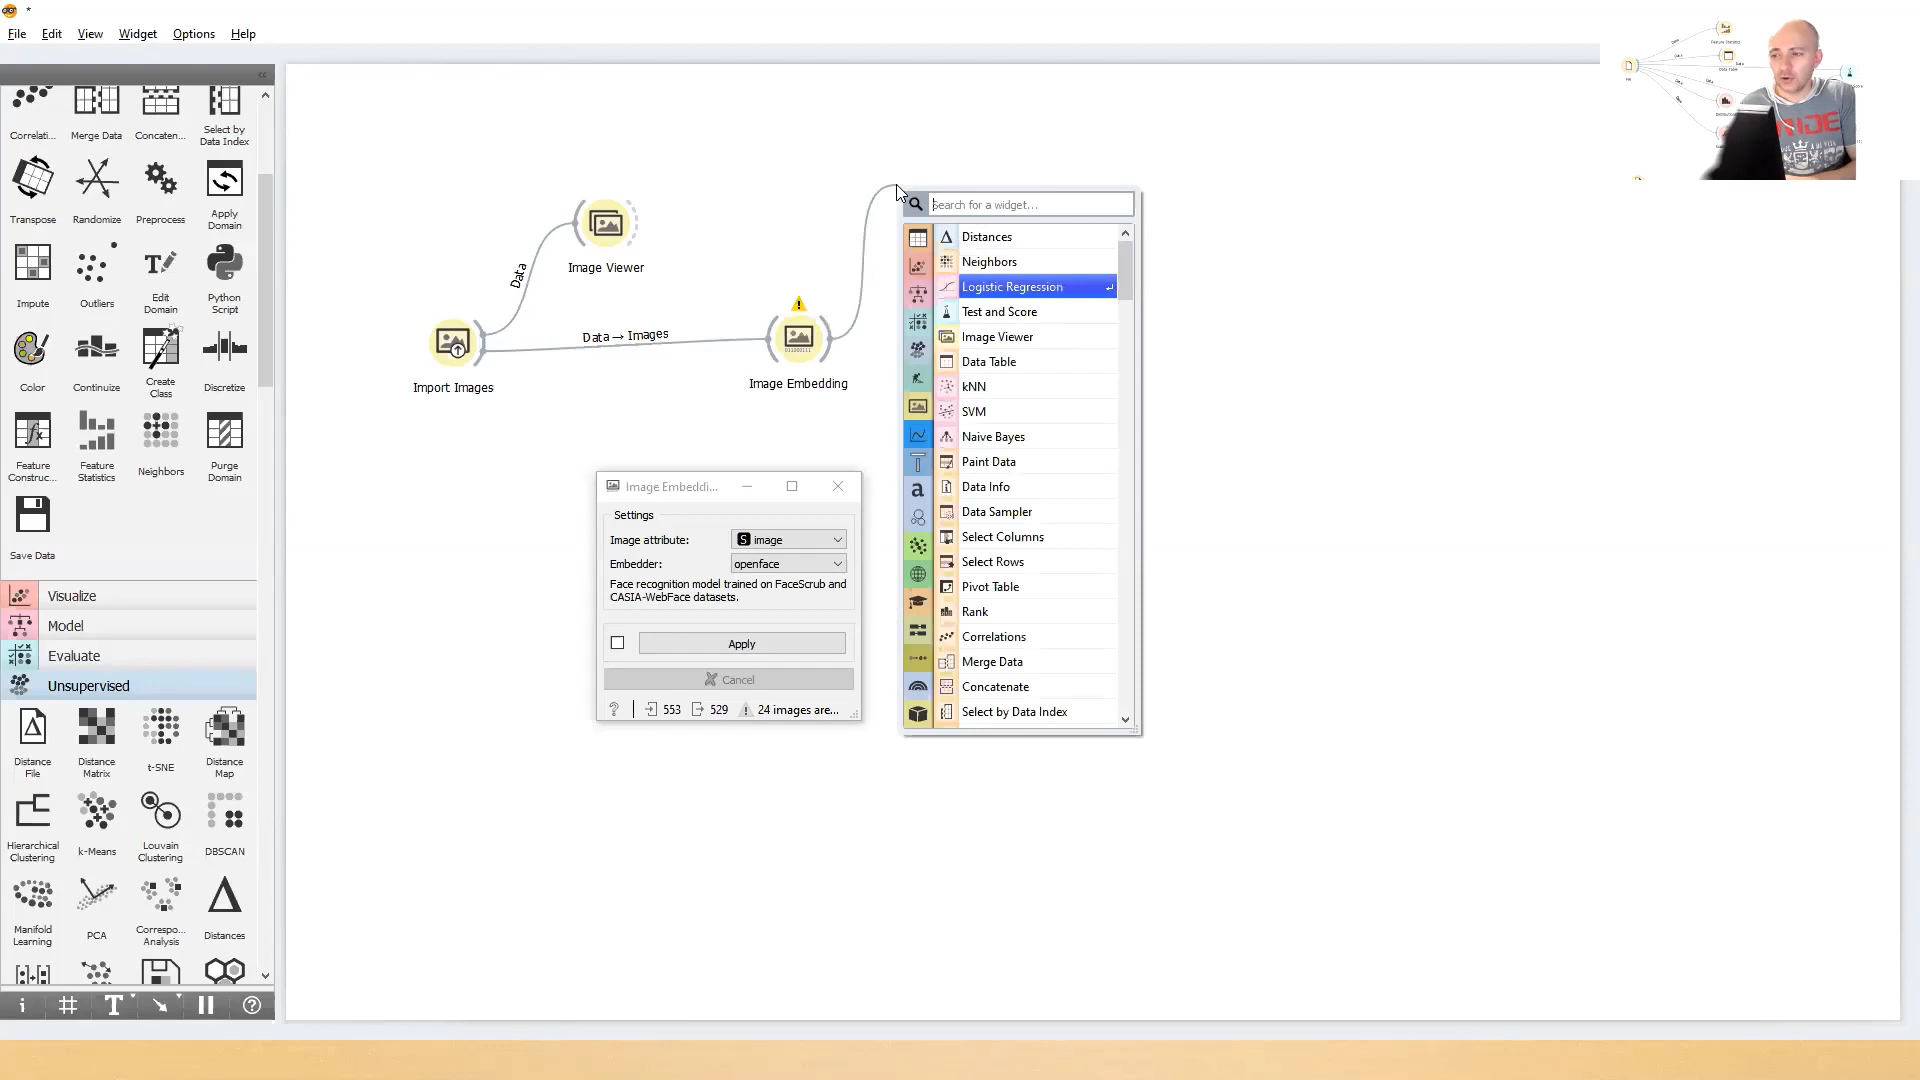 *
File Edit View Widget Options Help
Correlati... Merge Data Concaten... Select by Data Index
Transpose Randomize Preprocess Apply Domain
Impute Outliers Edit Domain Python Script
Color Continuize Create Class Discretize
Feature Construc... Feature Statistics Neighbors Purge Domain
Save Data
Visualize
Model
Evaluate
Unsupervised
Distance File Distance Matrix t-SNE Distance Map
Hierarchical Clustering k-Means Louvain Clustering DBSCAN
Manifold Learning PCA Correspo... Analysis Distances
Data
Image Viewer
Import Images
Data → Images
Image Embedding
Image Embeddi...
Settings
Image attribute: S image
Embedder: openface
Face recognition model trained on FaceScrub and
CASIA-WebFace datasets.
Apply
Cancel
? 553 529 24 images are...
Search for a widget...
Distances
Neighbors
Logistic Regression
Test and Score
Image Viewer
Data Table
kNN
SVM
Naive Bayes
Paint Data
Data Info
Data Sampler
Select Columns
Select Rows
Pivot Table
Rank
Correlations
Merge Data
Concatenate
Select by Data Index
Feature Statistics
Data Table